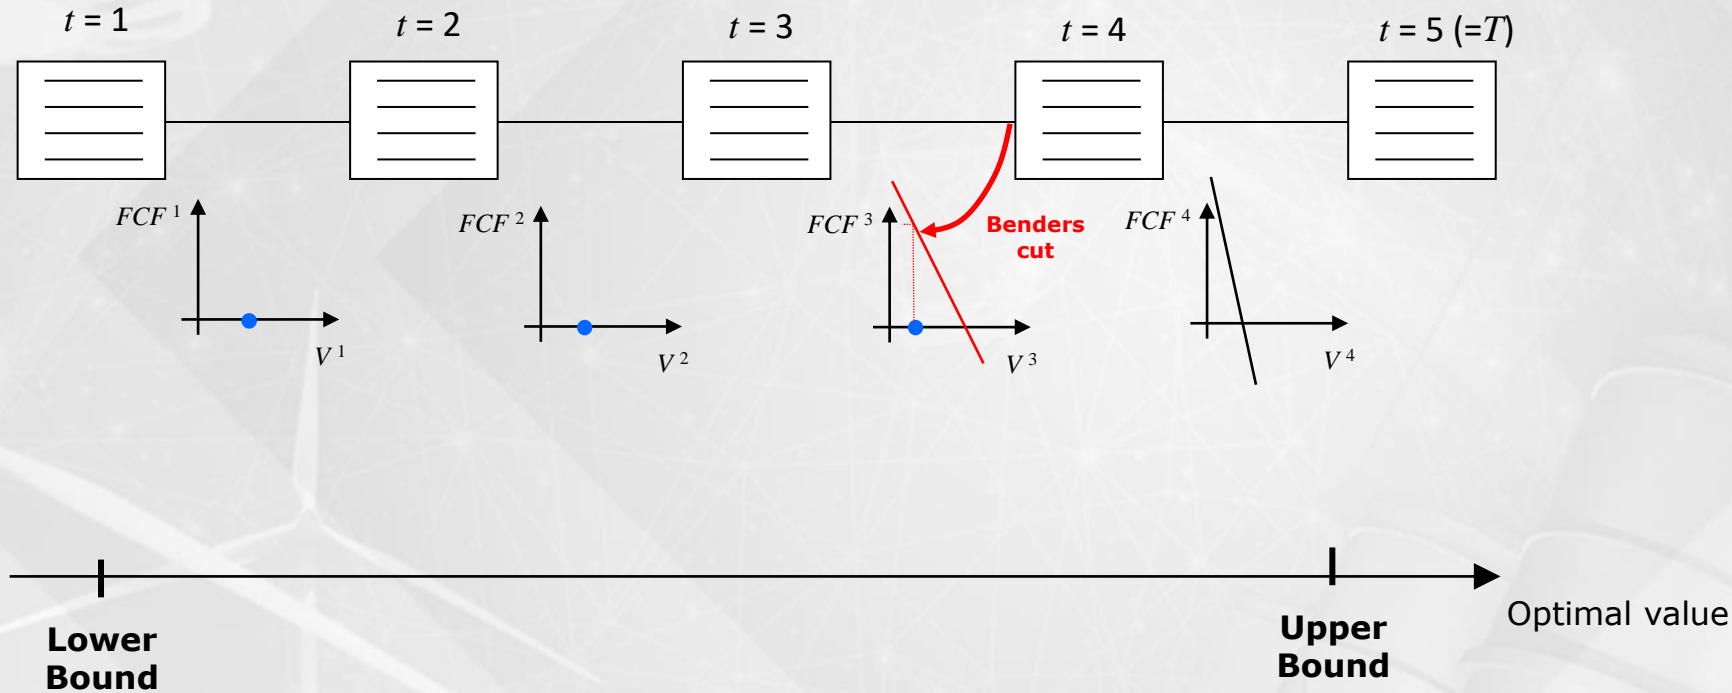 t = 1
t = 2
t = 3
t = 4
t = 5 (=T)
FCF 1
V 1
FCF 2
V 2
FCF 3
V 3
Benders
cut
FCF 4
V 4
Lower
Bound
Upper
Bound
Optimal value